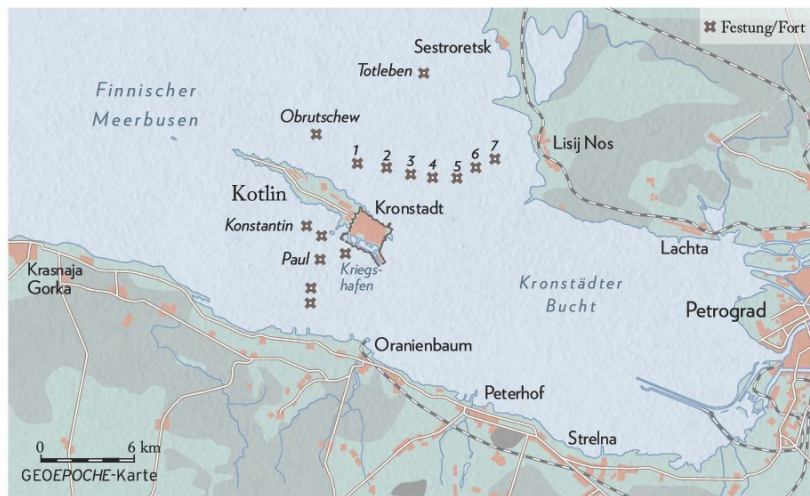 Festung/Fort
Sestroretsk
Totleben
Finnischer
Meerbusen
Obrutschew
1
2
3
4
5
6
7
Lisij Nos
Kotlin
Kronstadt
Konstantin
Lachta
Paul
Kriegs-
hafen
Krasnaja
Gorka
Kronstädter
Bucht
Petrograd
Oranienbaum
Peterhof
Strelna
0
6 km
GEOEPOCHE-Karte